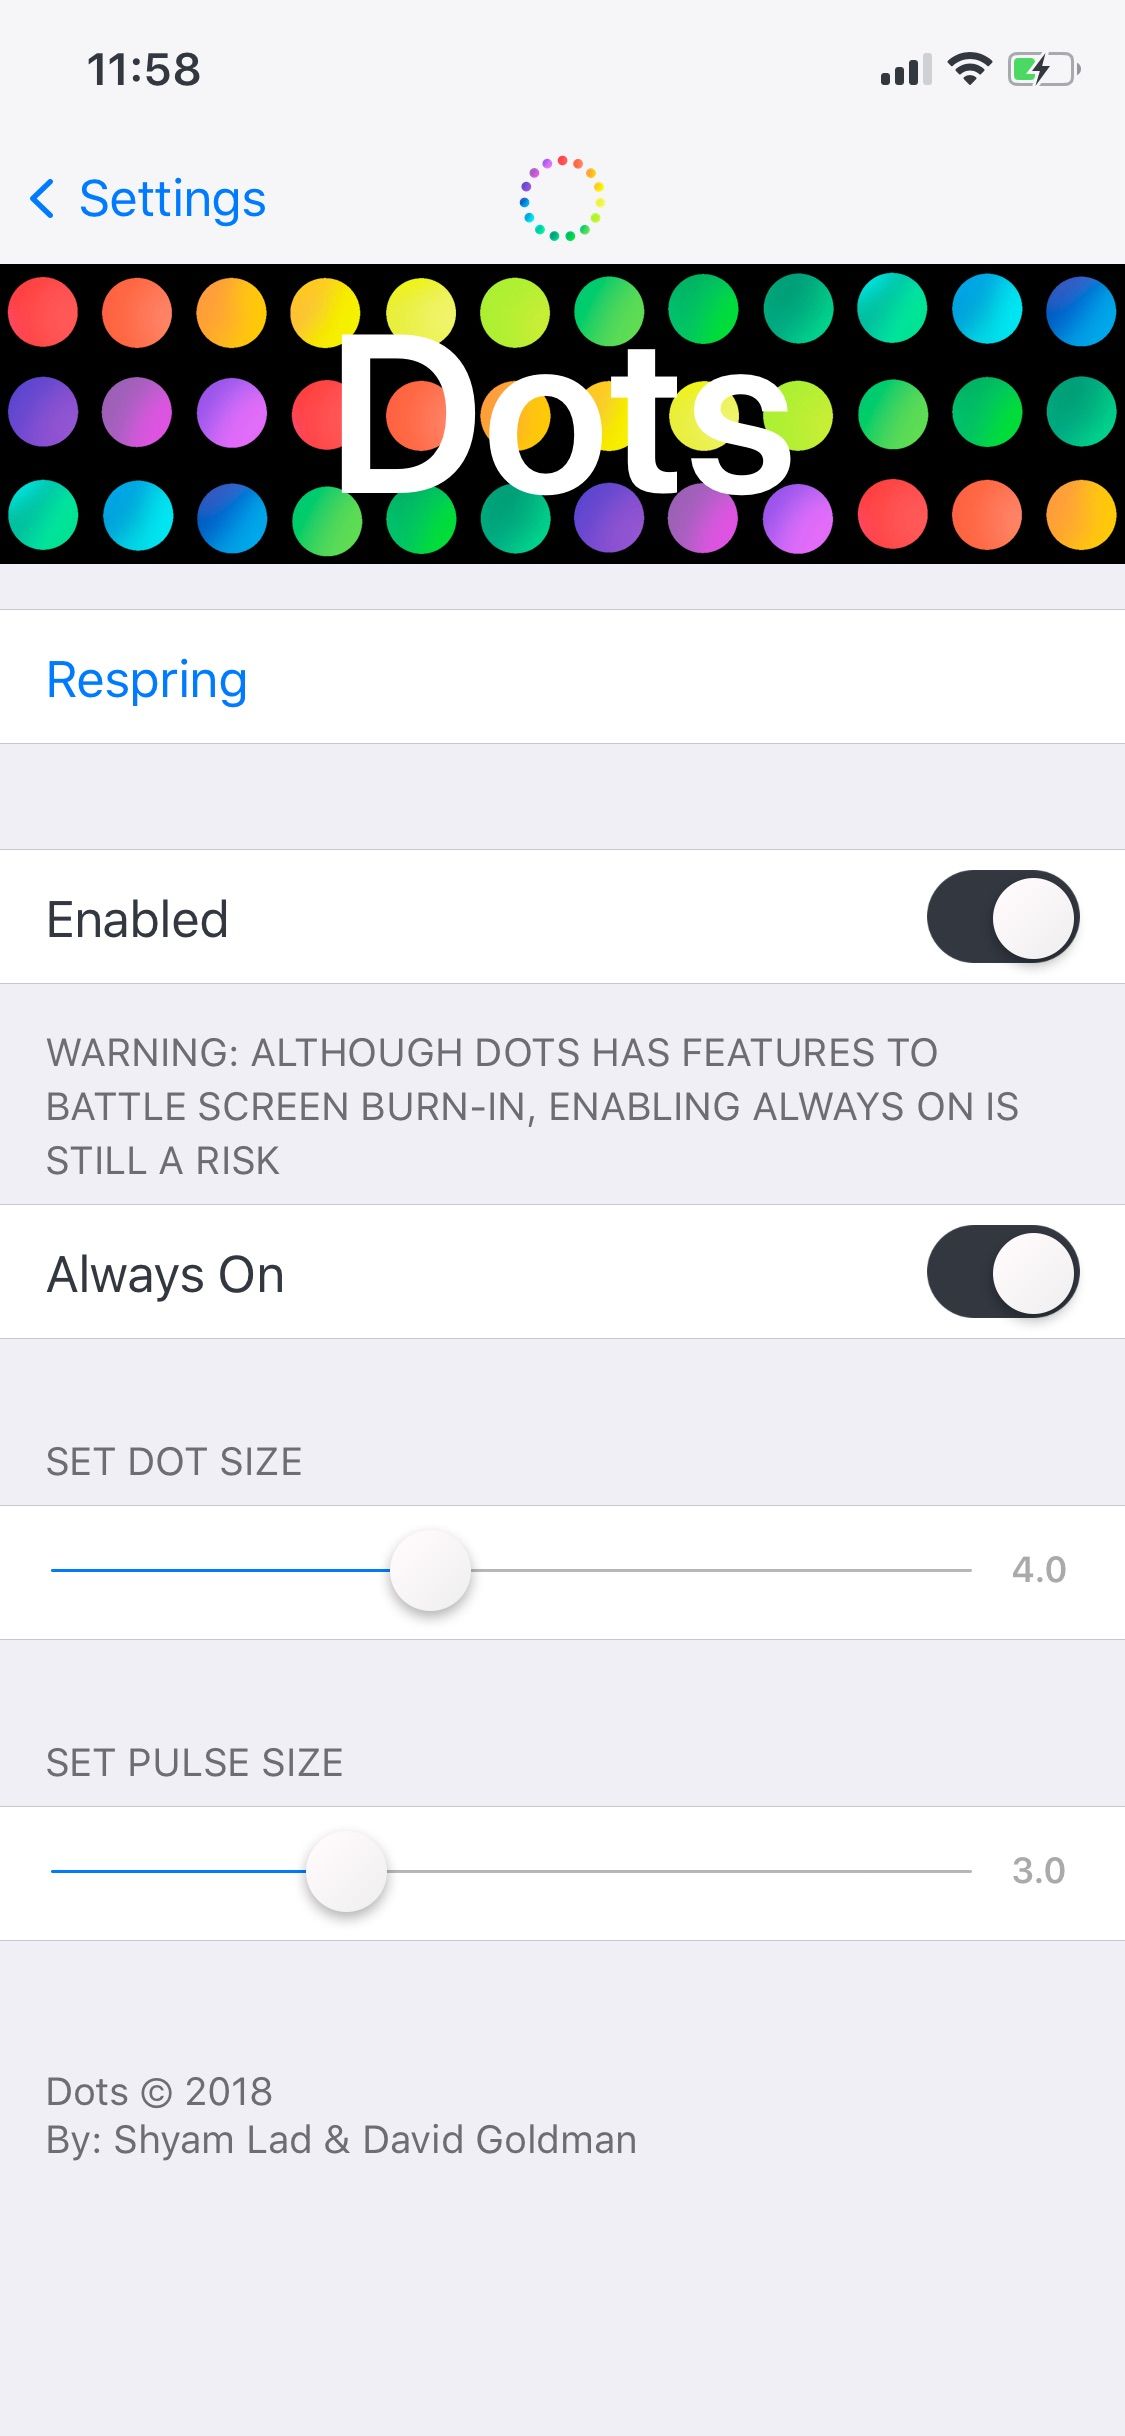 11:58
Settings
Dots
Respring
Enabled
WARNING: ALTHOUGH DOTS HAS FEATURES TO
BATTLE SCREEN BURN-IN, ENABLING ALWAYS ON IS
STILL A RISK
Always On
SET DOT SIZE
4.0
SET PULSE SIZE
3.0
Dots © 2018
By: Shyam Lad & David Goldman